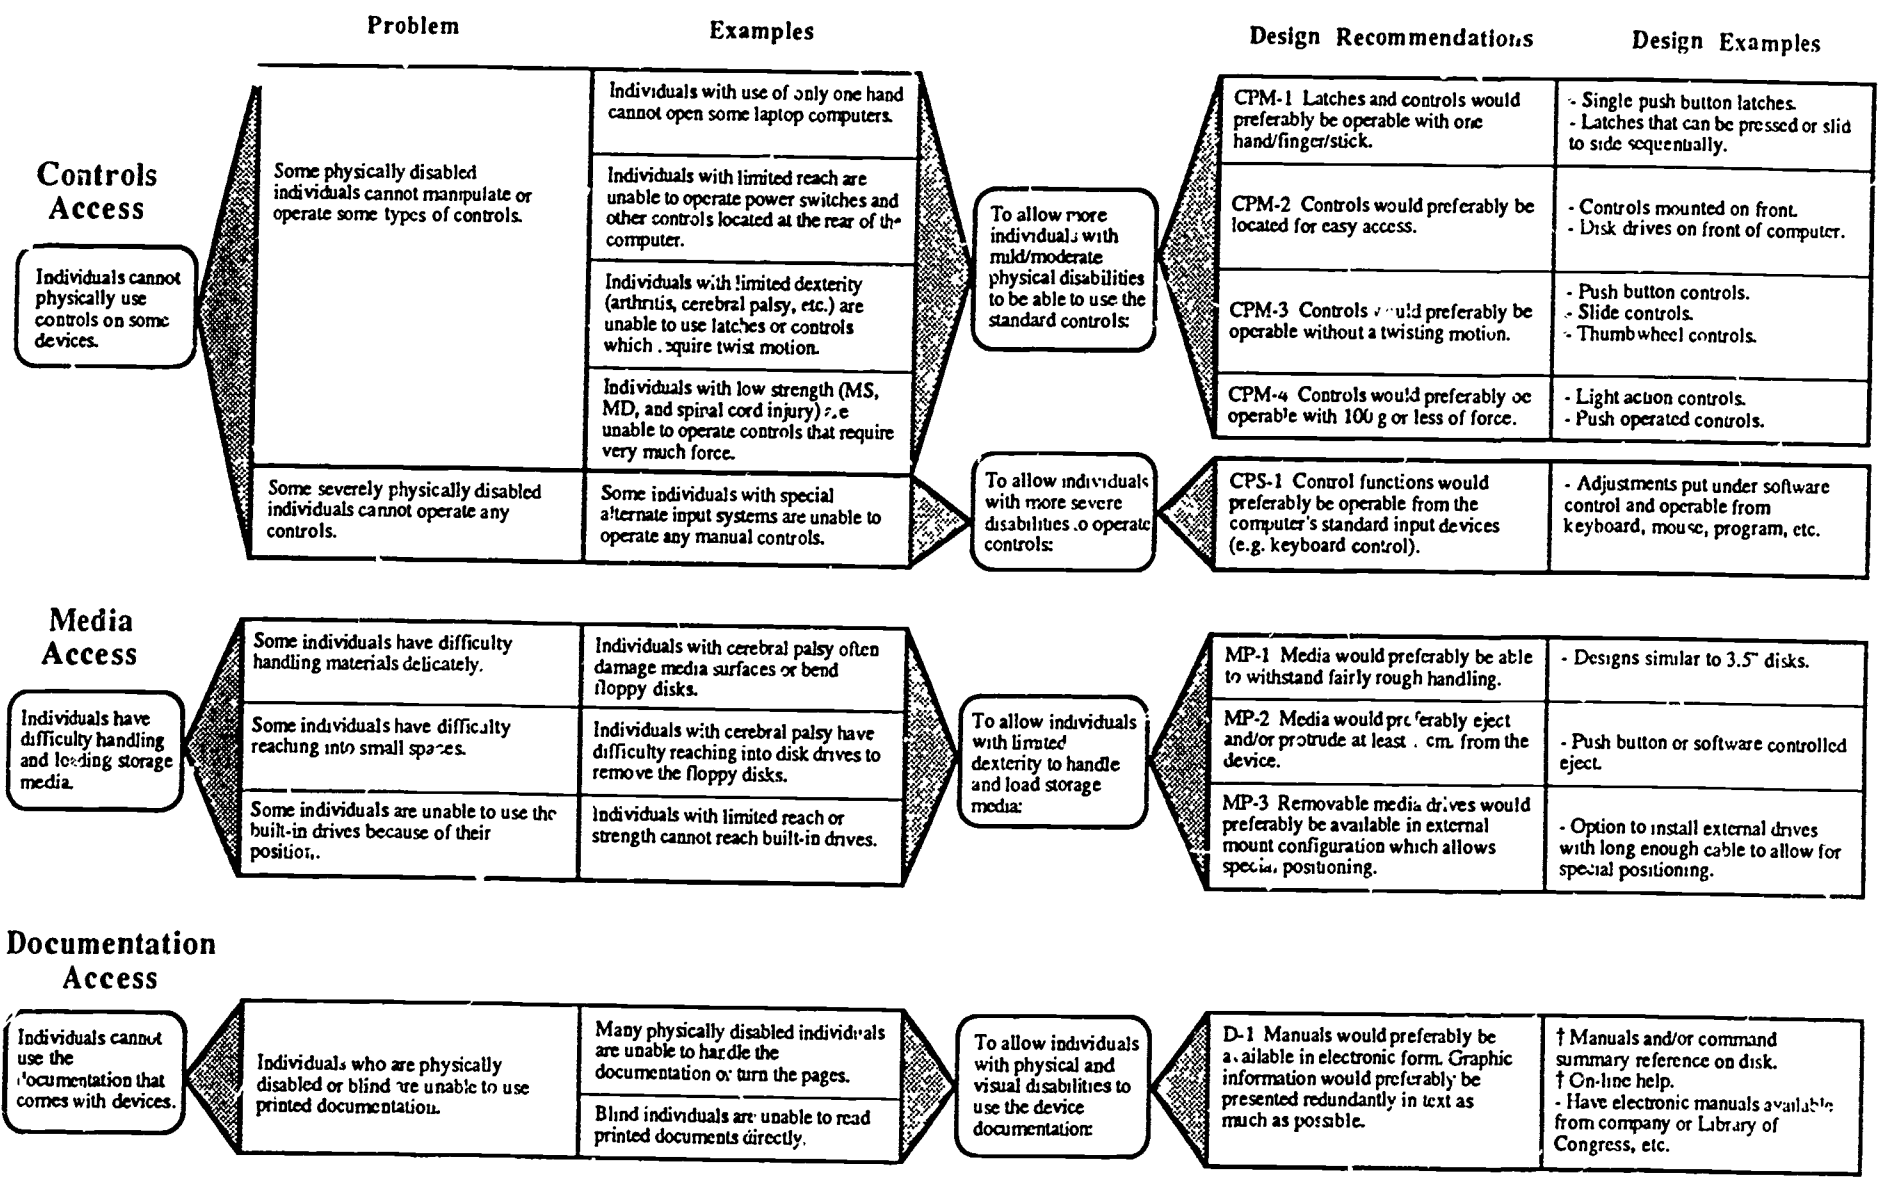 Problem
Examples
Design Recommendations
Design Examples
Controls
Access
Individuals cannot
physically use
controls on some
devices.
Some physically disabled
individuals cannot manipulate or
operate some types of controls.
Individuals with use of only one hand
cannot open some laptop computers.
Individuals with limited reach are
unable to operate power switches and
other controls located at the rear of the
computer.
Individuals with limited dexterity
(arthritis, cerebral palsy, etc.) are
unable to use latches or controls
which require twist motion.
Individuals with low strength (MS,
MD, and spinal cord injury) are
unable to operate controls that require
very much force.
To allow more
individuals with
mild/moderate
physical disabilities
to be able to use the
standard controls:
CPM-1 Latches and controls would
preferably be operable with one
hand/finger/stick.
- Single push button latches.
- Latches that can be pressed or slid
to side sequentially.
CPM-2 Controls would preferably be
located for easy access.
- Controls mounted on front.
- Disk drives on front of computer.
CPM-3 Controls would preferably be
operable without a twisting motion.
- Push button controls.
- Slide controls.
- Thumbwheel controls.
CPM-4 Controls would preferably be
operable with 100 g or less of force.
- Light action controls.
- Push operated controls.
Some severely physically disabled
individuals cannot operate any
controls.
Some individuals with special
alternate input systems are unable to
operate any manual controls.
To allow individuals
with more severe
disabilities to operate
controls:
CPS-1 Control functions would
preferably be operable from the
computer's standard input devices
(e.g. keyboard control).
- Adjustments put under software
control and operable from
keyboard, mouse, program, etc.
Media
Access
Individuals have
difficulty handling
and loading storage
media.
Some individuals have difficulty
handling materials delicately.
Individuals with cerebral palsy often
damage media surfaces or bend
floppy disks.
Some individuals have difficulty
reaching into small spaces.
Individuals with cerebral palsy have
difficulty reaching into disk drives to
remove the floppy disks.
Some individuals are unable to use the
built-in drives because of their
position.
Individuals with limited reach or
strength cannot reach built-in drives.
To allow individuals
with limited
dexterity to handle
and load storage
media:
MP-1 Media would preferably be able
to withstand fairly rough handling.
- Designs similar to 3.5" disks.
MP-2 Media would preferably eject
and/or protrude at least cm. from the
device.
- Push button or software controlled
eject.
MP-3 Removable media drives would
preferably be available in external
mount configuration which allows
special positioning.
- Option to install external drives
with long enough cable to allow for
special positioning.
Documentation
Access
Individuals cannot
use the
documentation that
comes with devices.
Individuals who are physically
disabled or blind are unable to use
printed documentation.
Many physically disabled individuals
are unable to handle the
documentation or turn the pages.
Blind individuals are unable to read
printed documents directly.
To allow individuals
with physical and
visual disabilities to
use the device
documentation:
D-1 Manuals would preferably be
available in electronic form. Graphic
information would preferably be
presented redundantly in text as
much as possible.
† Manuals and/or command
summary reference on disk.
† On-line help.
- Have electronic manuals available
from company or Library of
Congress, etc.